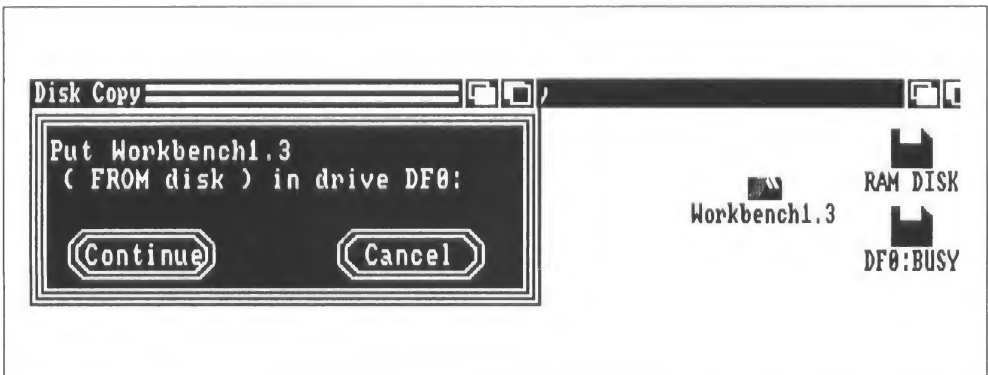 Disk Copy
Put Workbench1.3
( FROM disk ) in drive DF0:
Continue
Cancel
Workbench1.3
RAM DISK
DF0:BUSY